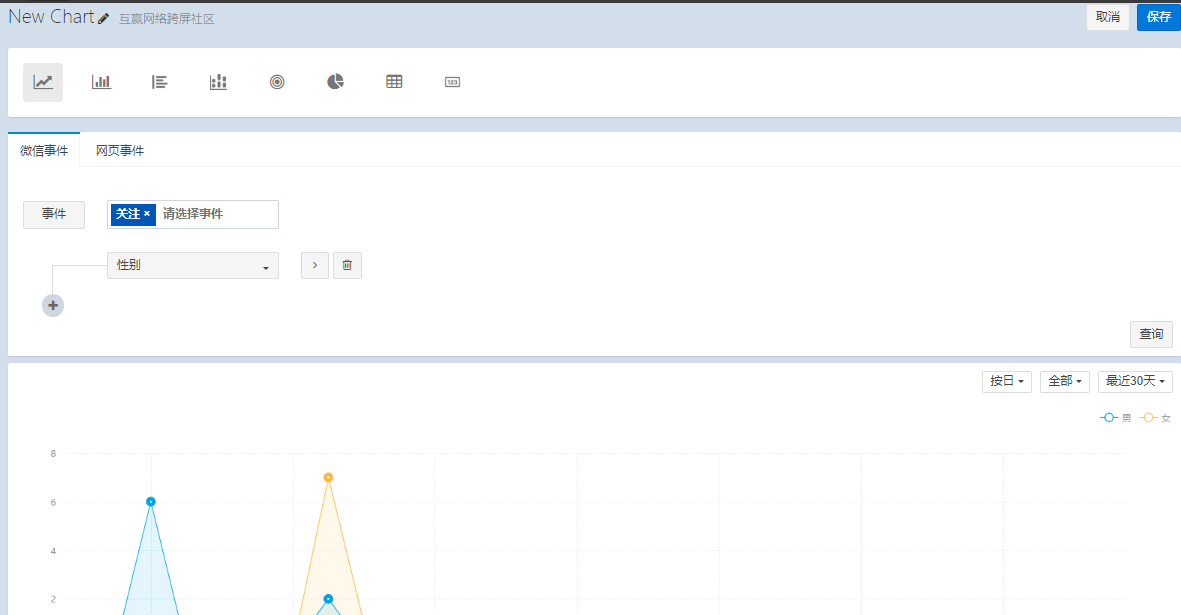 New Chart 互赢网络跨屏社区 取消 保存
123
微信事件 网页事件
事件 关注 × 请选择事件
性别
查询
按日 全部 最近30天
男 女
8
6
4
2